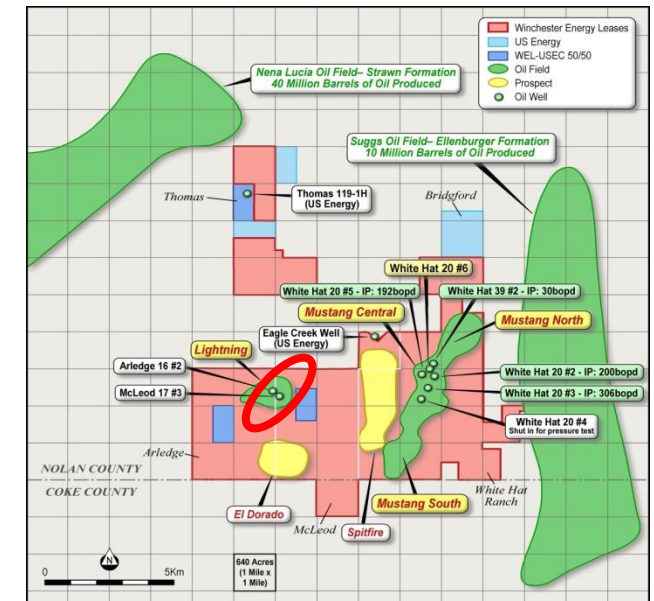 Winchester Energy Leases
US Energy
WEL-USEC 50/50
Oil Field
Prospect
Oil Well
Nena Lucia Oil Field– Strawn Formation
40 Million Barrels of Oil Produced
Suggs Oil Field– Ellenburger Formation
10 Million Barrels of Oil Produced
Thomas
Thomas 119-1H
(US Energy)
Bridgford
White Hat 20 #6
White Hat 20 #5 - IP: 192bopd
White Hat 39 #2 - IP: 30bopd
Mustang Central
Mustang North
Eagle Creek Well
(US Energy)
Lightning
Arledge 16 #2
McLeod 17 #3
White Hat 20 #2 - IP: 200bopd
White Hat 20 #3 - IP: 306bopd
White Hat 20 #4
Shut in for pressure test
Arledge
NOLAN COUNTY
COKE COUNTY
White Hat
Ranch
Mustang South
El Dorado
McLeod
Spitfire
N
0
5Km
640 Acres
(1 Mile x
1 Mile)